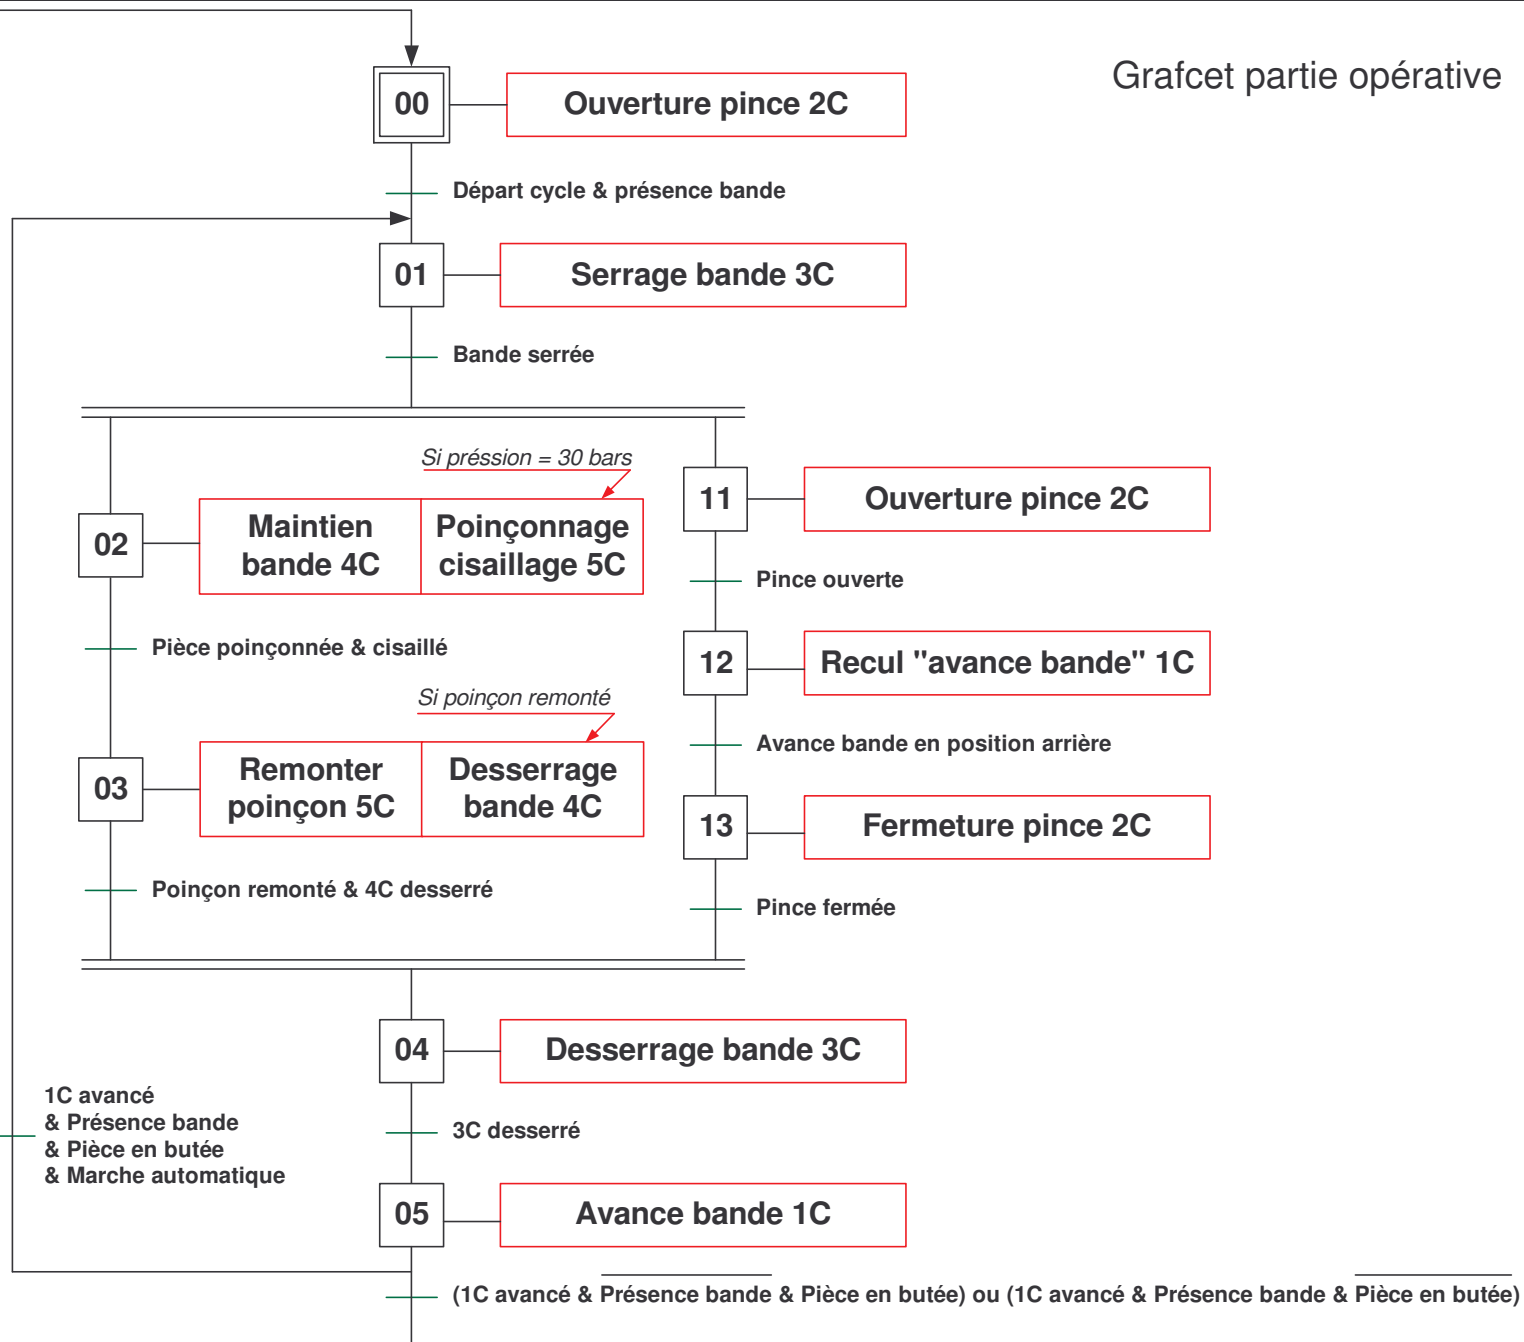 Grafcet partie opérative
00
Ouverture pince 2C
Départ cycle & présence bande
01
Serrage bande 3C
Bande serrée
Si préssion = 30 bars
02
Maintien
bande 4C
Poinçonnage
cisaillage 5C
Pièce poinçonnée & cisaillé
Si poinçon remonté
03
Remonter
poinçon 5C
Desserrage
bande 4C
Poinçon remonté & 4C desserré
11
Ouverture pince 2C
Pince ouverte
12
Recul "avance bande" 1C
Avance bande en position arrière
13
Fermeture pince 2C
Pince fermée
04
Desserrage bande 3C
3C desserré
1C avancé
& Présence bande
& Pièce en butée
& Marche automatique
05
Avance bande 1C
(1C avancé & Présence bande & Pièce en butée) ou (1C avancé & Présence bande & Pièce en butée)